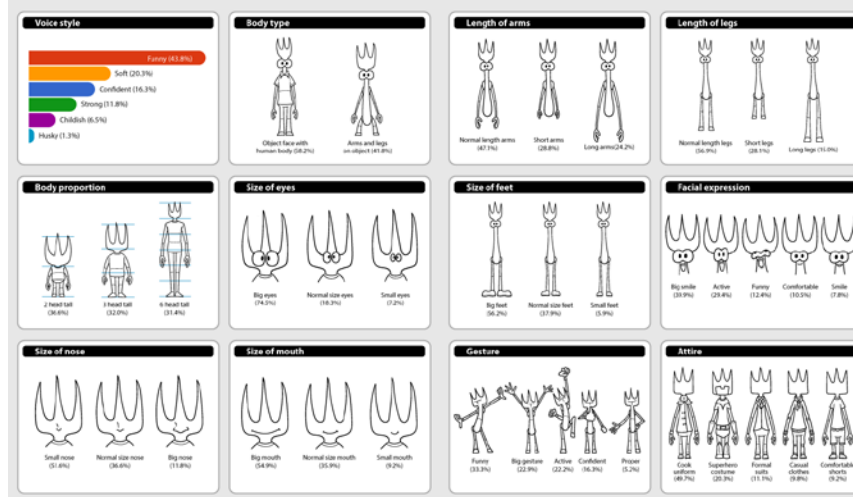 Voice style
Funny (43.8%)
Soft (20.3%)
Confident (16.3%)
Strong (11.8%)
Childish (6.5%)
Husky (1.3%)
Body type
Object face with
human body (58.2%)
Arms and legs
on object (41.8%)
Length of arms
Normal length arms
(47.1%)
Short arms
(28.8%)
Long arms(24.2%)
Length of legs
Normal length legs
(56.9%)
Short legs
(28.1%)
Long legs (15.0%)
Body proportion
2 head tall
(36.6%)
3 head tall
(32.0%)
6 head tall
(31.4%)
Size of eyes
Big eyes
(74.5%)
Normal size eyes
(18.3%)
Small eyes
(7.2%)
Size of feet
Big feet
(56.2%)
Normal size feet
(37.9%)
Small feet
(5.9%)
Facial expression
Big smile
(39.9%)
Active
(29.4%)
Funny
(12.4%)
Comfortable
(10.5%)
Smile
(7.8%)
Size of nose
Small nose
(51.6%)
Normal size nose
(36.6%)
Big nose
(11.8%)
Size of mouth
Big mouth
(54.9%)
Normal size mouth
(35.9%)
Small mouth
(9.2%)
Gesture
Funny
(33.3%)
Big gesture
(22.9%)
Active
(22.2%)
Confident
(16.3%)
Proper
(5.2%)
Attire
Cook
uniform
(49.7%)
Superhero
costume
(20.3%)
Formal
suits
(11.1%)
Casual
clothes
(9.8%)
Comfortable
shorts
(9.2%)